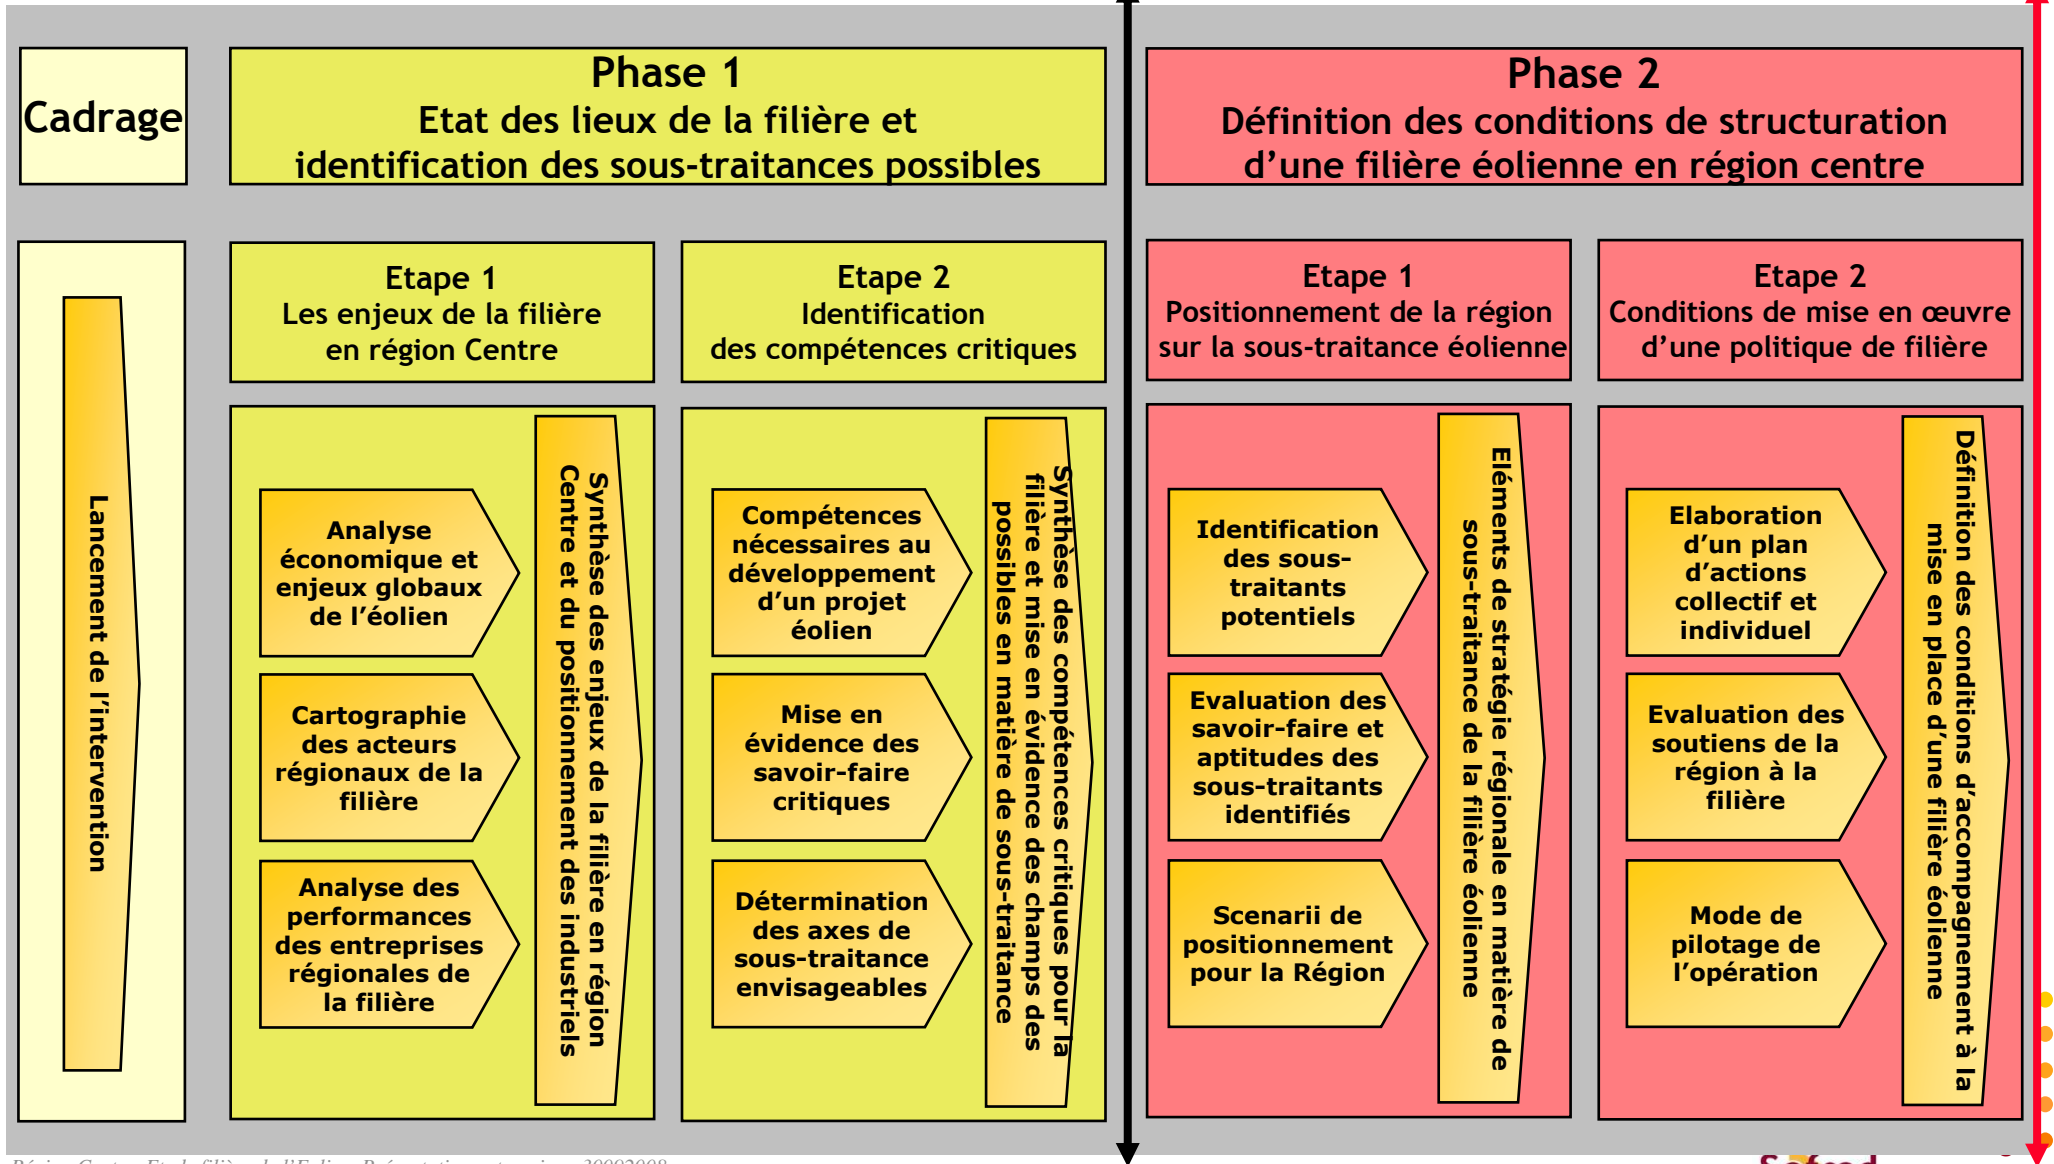 Cadrage
Phase 1
Etat des lieux de la filière et
identification des sous-traitances possibles
Phase 2
Définition des conditions de structuration
d’une filière éolienne en région centre
Lancement de l’intervention
Etape 1
Les enjeux de la filière
en région Centre
Analyse
économique et
enjeux globaux
de l’éolien
Cartographie
des acteurs
régionaux de la
filière
Analyse des
performances
des entreprises
régionales de
la filière
Synthèse des enjeux de la filière en région
Centre et du positionnement des industriels
Etape 2
Identification
des compétences critiques
Compétences
nécessaires au
développement
d’un projet
éolien
Mise en
évidence des
savoir-faire
critiques
Détermination
des axes de
sous-traitance
envisageables
Synthèse des compétences critiques pour la
filière et mise en évidence des champs des
possibles en matière de sous-traitance
Etape 1
Positionnement de la région
sur la sous-traitance éolienne
Identification
des sous-
traitants
potentiels
Evaluation des
savoir-faire et
aptitudes des
sous-traitants
identifiés
Scenarii de
positionnement
pour la Région
Eléments de stratégie régionale en matière de
sous-traitance de la filière éolienne
Etape 2
Conditions de mise en œuvre
d’une politique de filière
Elaboration
d’un plan
d’actions
collectif et
individuel
Evaluation des
soutiens de la
région à la
filière
Mode de
pilotage de
l’opération
Définition des conditions d’accompagnement à la
mise en place d’une filière éolienne